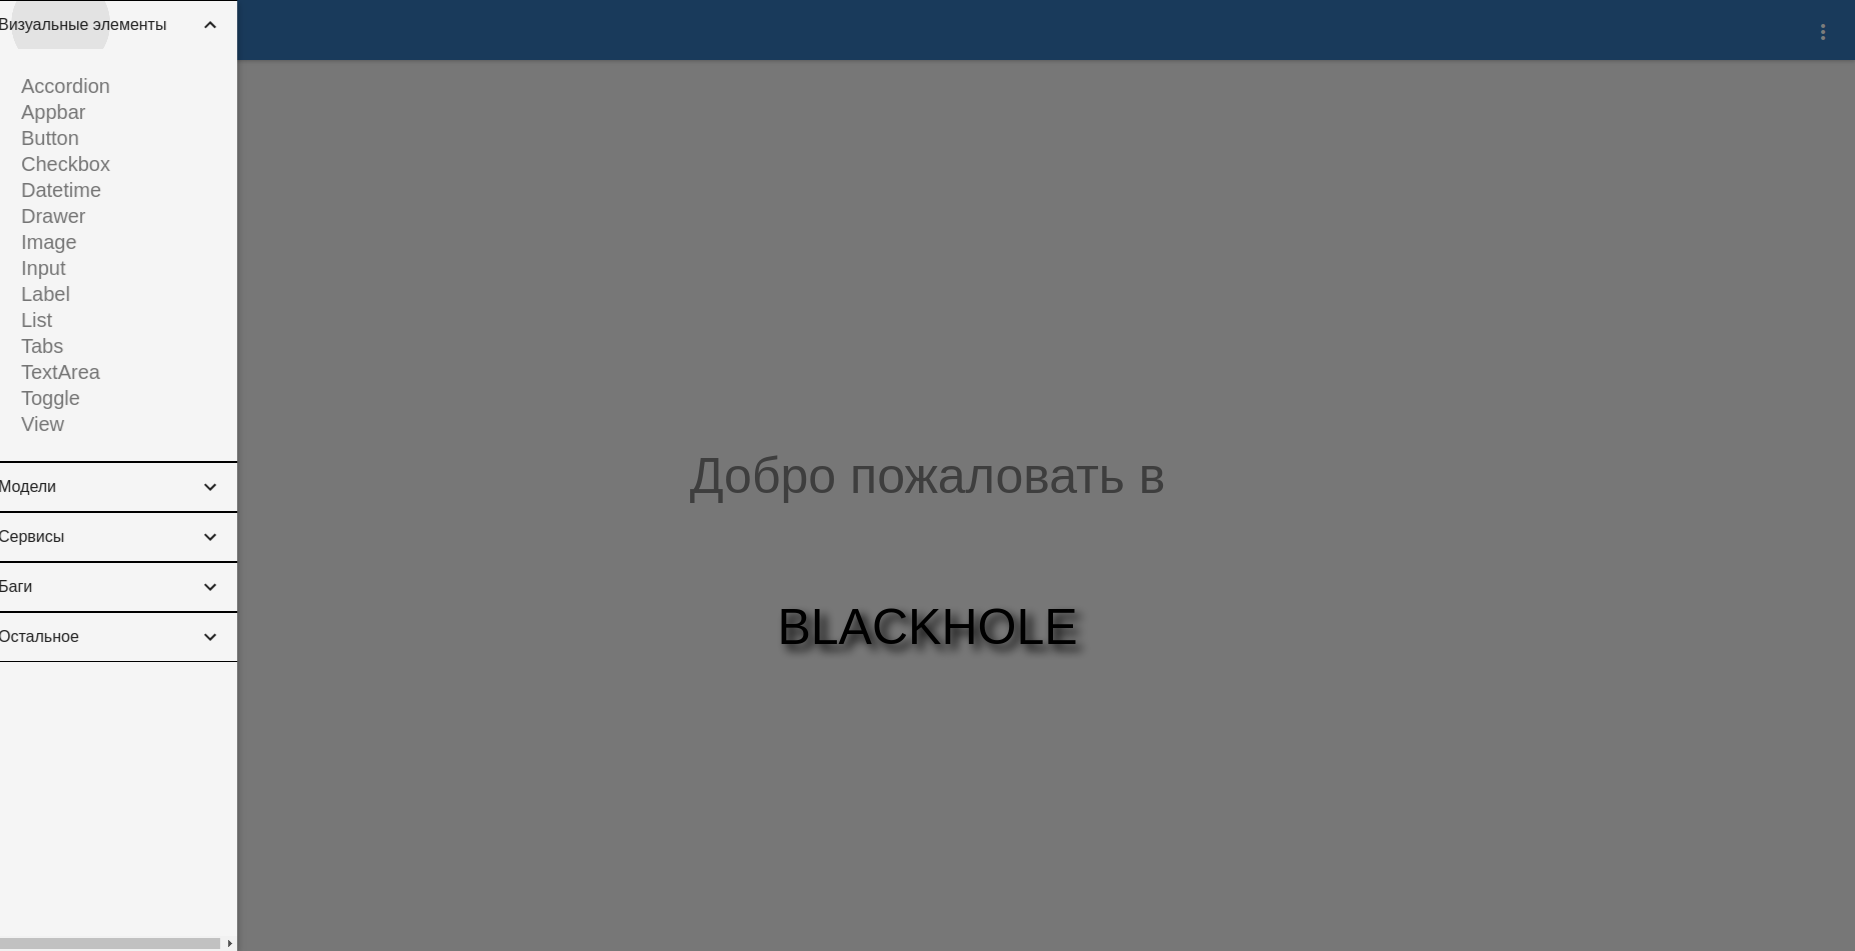 Визуальные элементы
Accordion
Appbar
Button
Checkbox
Datetime
Drawer
Image
Input
Label
List
Tabs
TextArea
Toggle
View
Модели
Сервисы
Баги
Остальное
Добро пожаловать в
BLACKHOLE